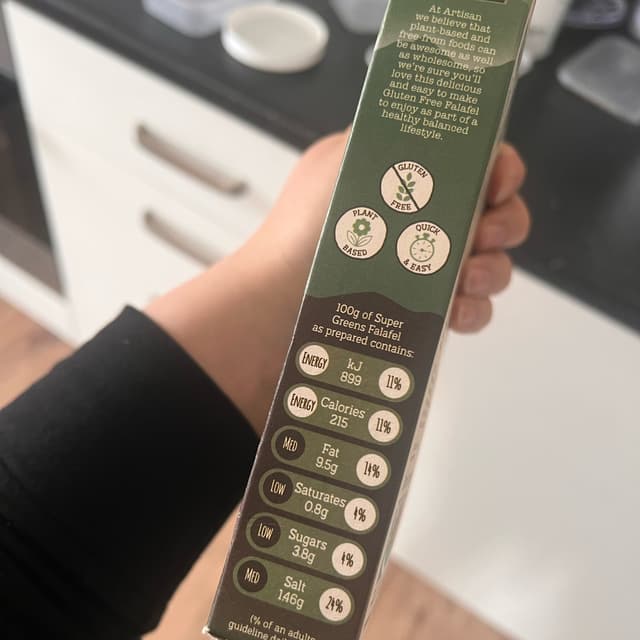 At Artisan
we believe that
plant-based and
free-from foods can
be awesome as well
as wholesome, so
we're sure you'll
love this delicious
and easy to make
Gluten Free Falafel
to enjoy as part of a
healthy balanced
lifestyle.
GLUTEN
FREE
PLANT
BASED
QUICK
& EASY
100g of Super
Greens Falafel
as prepared contains:
ENERGY kJ 899 11%
ENERGY Calories 215 11%
MED Fat 9.5g 14%
LOW Saturates 0.8g 4%
LOW Sugars 3.8g 4%
MED Salt 1.46g 24%
(% of an adults
guideline